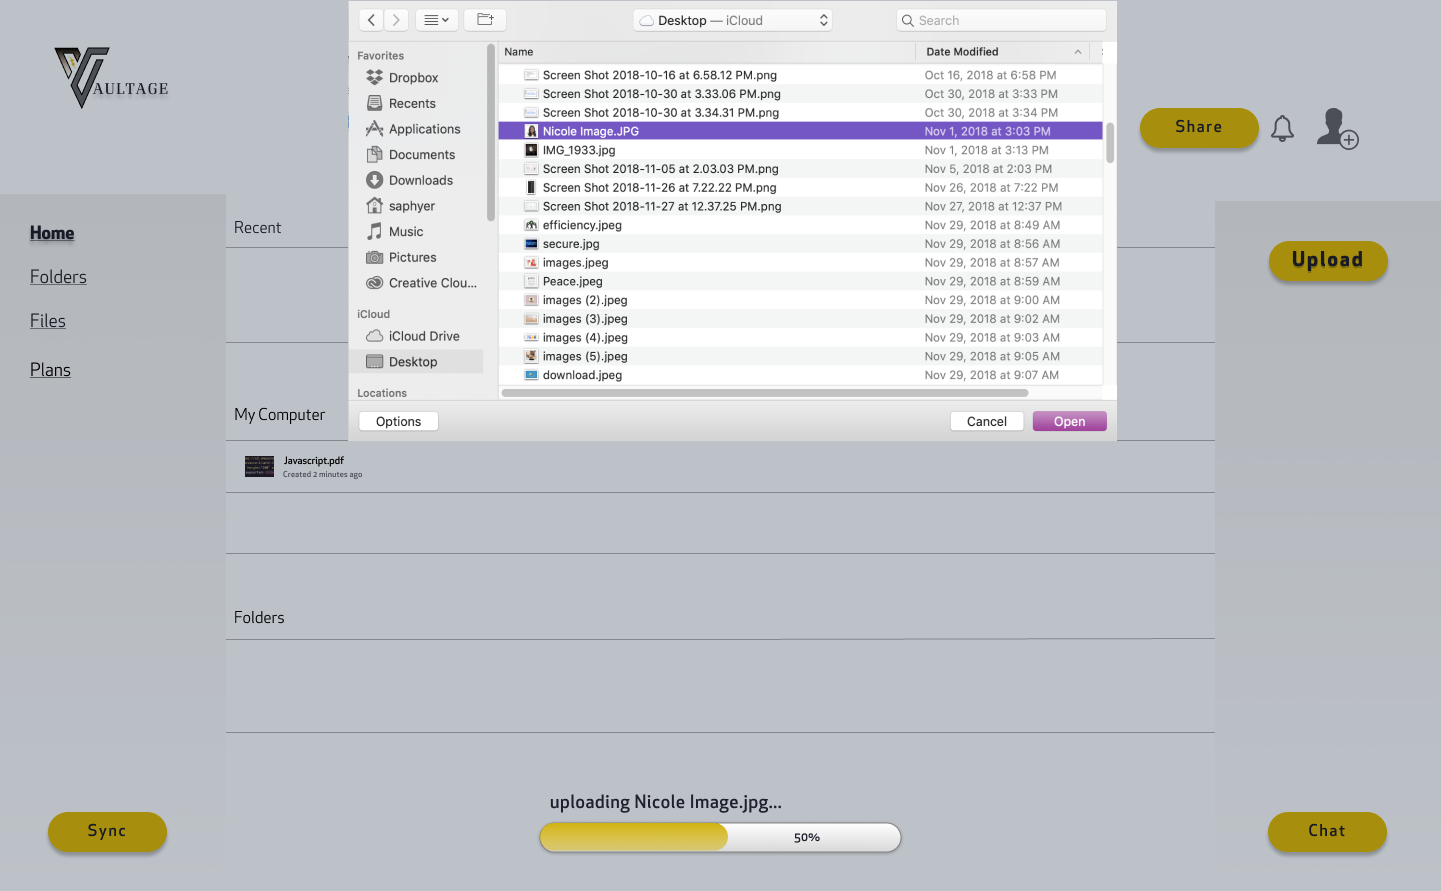 Desktop — iCloud
Search
Favorites
Dropbox
Recents
Applications
Documents
Downloads
saphyer
Music
Pictures
Creative Clou...
iCloud
iCloud Drive
Desktop
Locations
Name Date Modified
Screen Shot 2018-10-16 at 6.58.12 PM.png Oct 16, 2018 at 6:58 PM
Screen Shot 2018-10-30 at 3.33.06 PM.png Oct 30, 2018 at 3:33 PM
Screen Shot 2018-10-30 at 3.34.31 PM.png Oct 30, 2018 at 3:34 PM
Nicole Image.JPG Nov 1, 2018 at 3:03 PM
IMG_1933.jpg Nov 1, 2018 at 3:13 PM
Screen Shot 2018-11-05 at 2.03.03 PM.png Nov 5, 2018 at 2:03 PM
Screen Shot 2018-11-26 at 7.22.22 PM.png Nov 26, 2018 at 7:22 PM
Screen Shot 2018-11-27 at 12.37.25 PM.png Nov 27, 2018 at 12:37 PM
efficiency.jpeg Nov 29, 2018 at 8:49 AM
secure.jpg Nov 29, 2018 at 8:56 AM
images.jpeg Nov 29, 2018 at 8:57 AM
Peace.jpeg Nov 29, 2018 at 8:59 AM
images (2).jpeg Nov 29, 2018 at 9:00 AM
images (3).jpeg Nov 29, 2018 at 9:02 AM
images (4).jpeg Nov 29, 2018 at 9:03 AM
images (5).jpeg Nov 29, 2018 at 9:05 AM
download.jpeg Nov 29, 2018 at 9:07 AM
Options
Cancel
Open
VAULTAGE
Share
Home
Folders
Files
Plans
Recent
Upload
My Computer
Javascript.pdf
Created 2 minutes ago
Folders
uploading Nicole Image.jpg...
50%
Sync
Chat